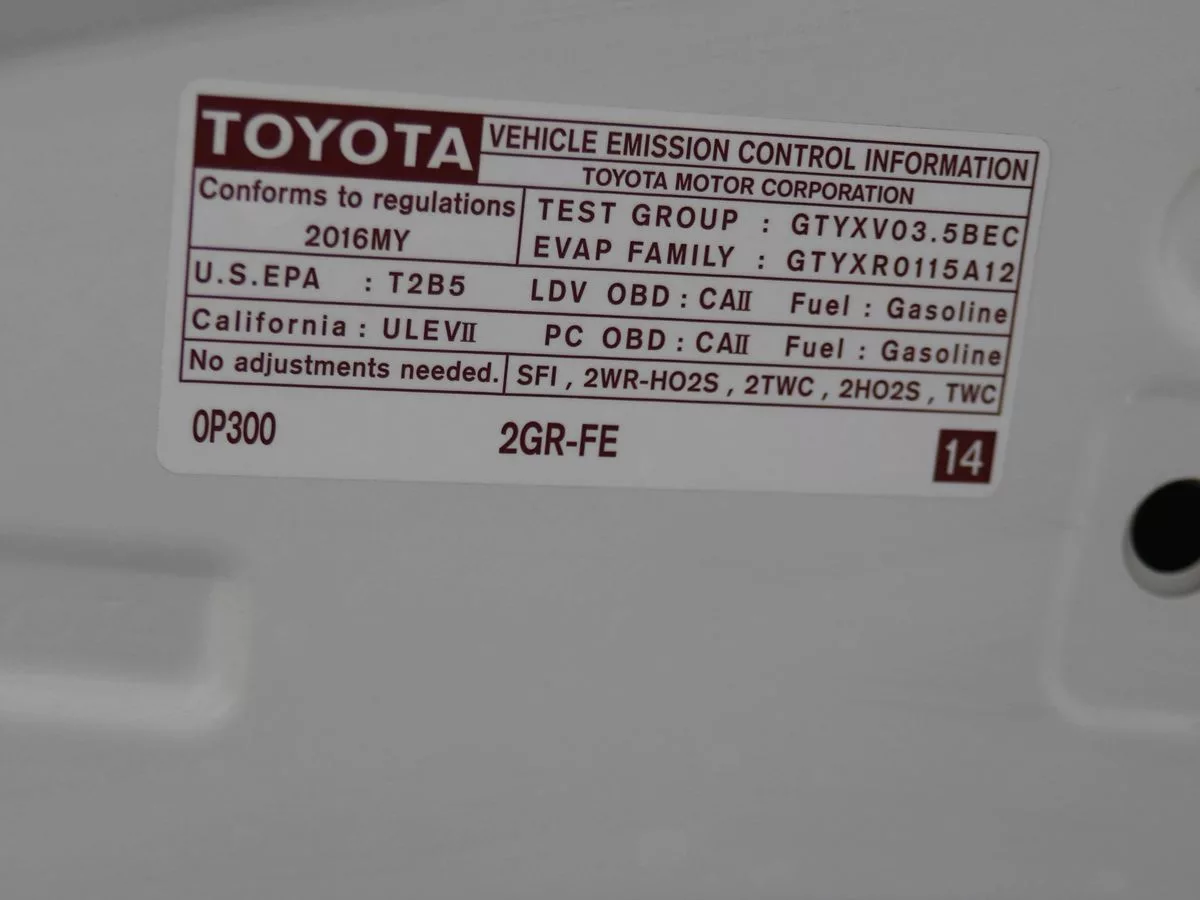 TOYOTA VEHICLE EMISSION CONTROL INFORMATION
TOYOTA MOTOR CORPORATION
Conforms to regulations
2016MY
TEST GROUP : GTYXV03.5BEC
EVAP FAMILY : GTYXR0115A12
U.S.EPA : T2B5 LDV OBD : CAⅡ Fuel : Gasoline
California : ULEVⅡ PC OBD : CAⅡ Fuel : Gasoline
No adjustments needed. SFI , 2WR-HO2S , 2TWC , 2HO2S , TWC
0P300 2GR-FE 14